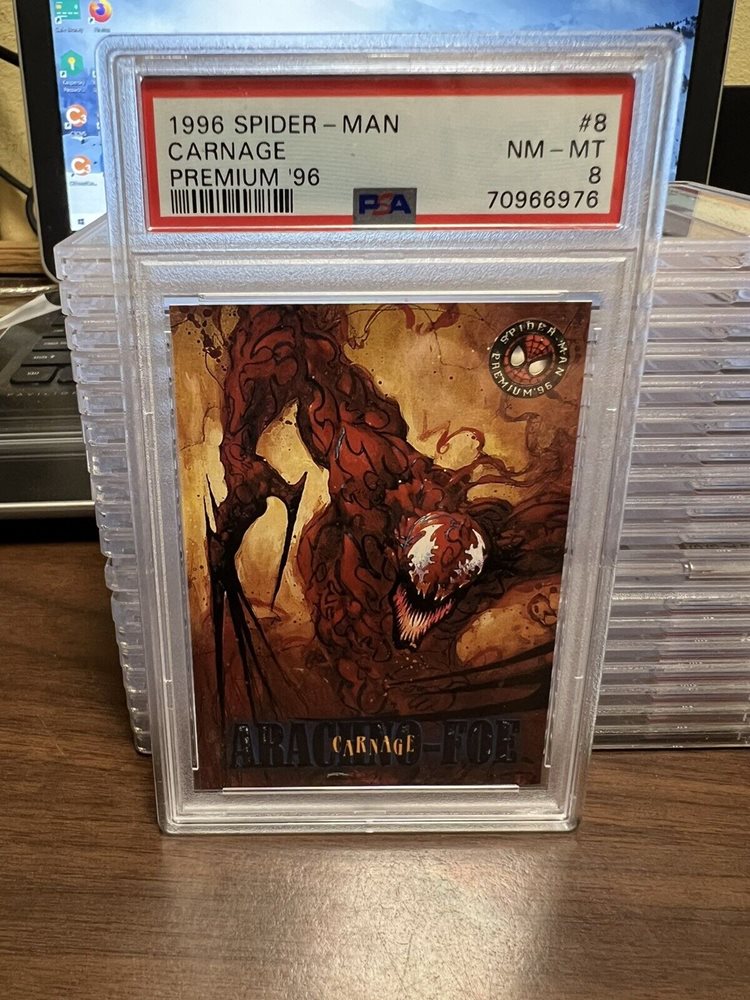 1996 SPIDER-MAN #8
CARNAGE NM-MT
PREMIUM '96 8
PSA 70966976
SPIDER-MAN
PREMIUM '96
ARACHNO-FOE
CARNAGE